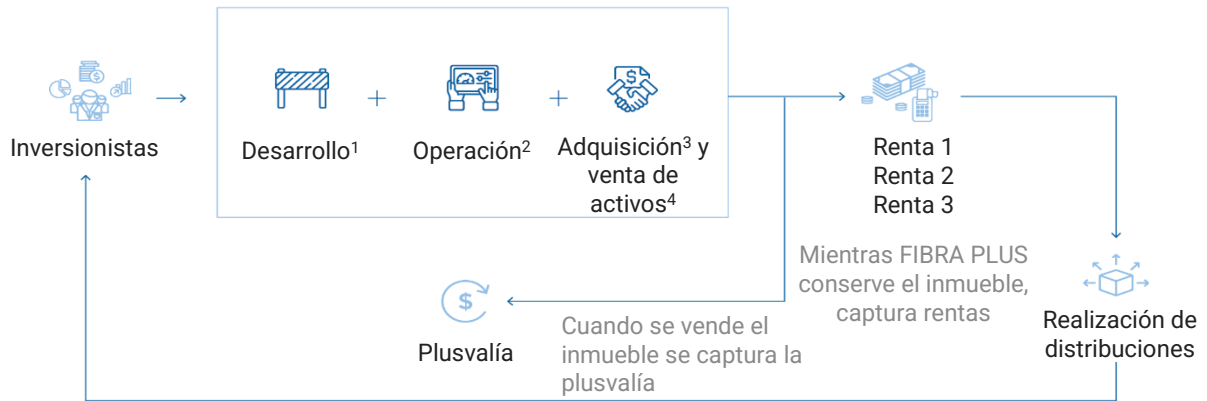 Inversionistas
Desarrollo¹
Operación²
Adquisición³ y
venta de
activos⁴
Renta 1
Renta 2
Renta 3
Mientras FIBRA PLUS
conserve el inmueble,
captura rentas
Plusvalía
Cuando se vende el
inmueble se captura la
plusvalía
Realización de
distribuciones